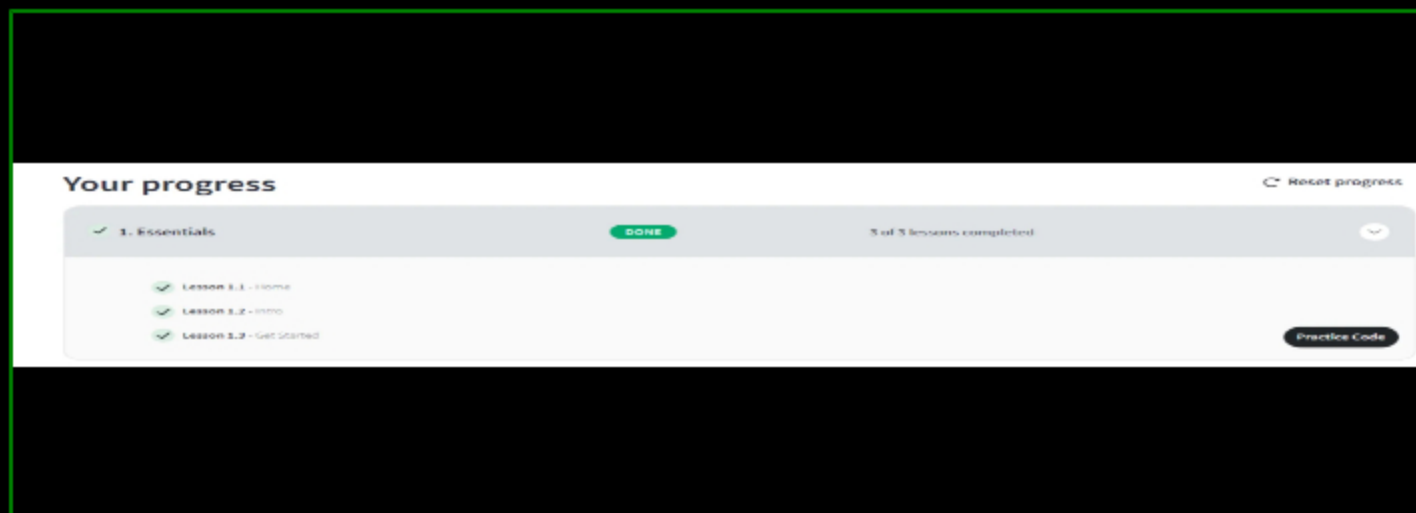 Your progress
Reset progress
1. Essentials
DONE
3 of 3 lessons completed
Lesson 1.1 - Home
Lesson 1.2 - Intro
Lesson 1.3 - Get Started
Practice Code